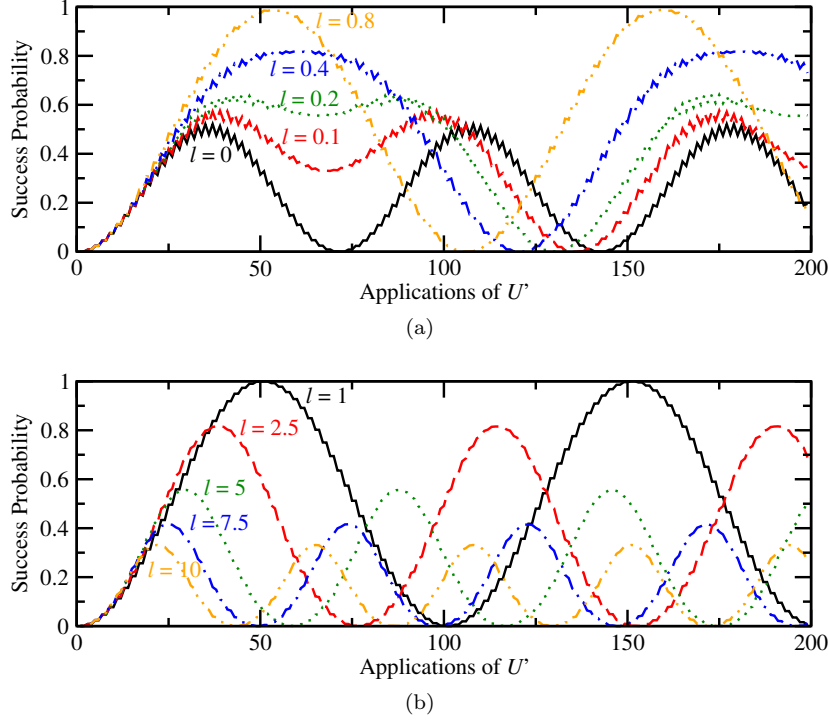 1
l = 0.8
0.8
l = 0.4
0.6
l = 0.2
0.4
l = 0.1
l = 0
0.2
0
Success Probability
0 50 100 150 200
Applications of U’
(a)
1
l = 1
0.8
l = 2.5
0.6
l = 5
0.4
l = 7.5
0.2
l = 10
0
Success Probability
0 50 100 150 200
Applications of U’
(b)